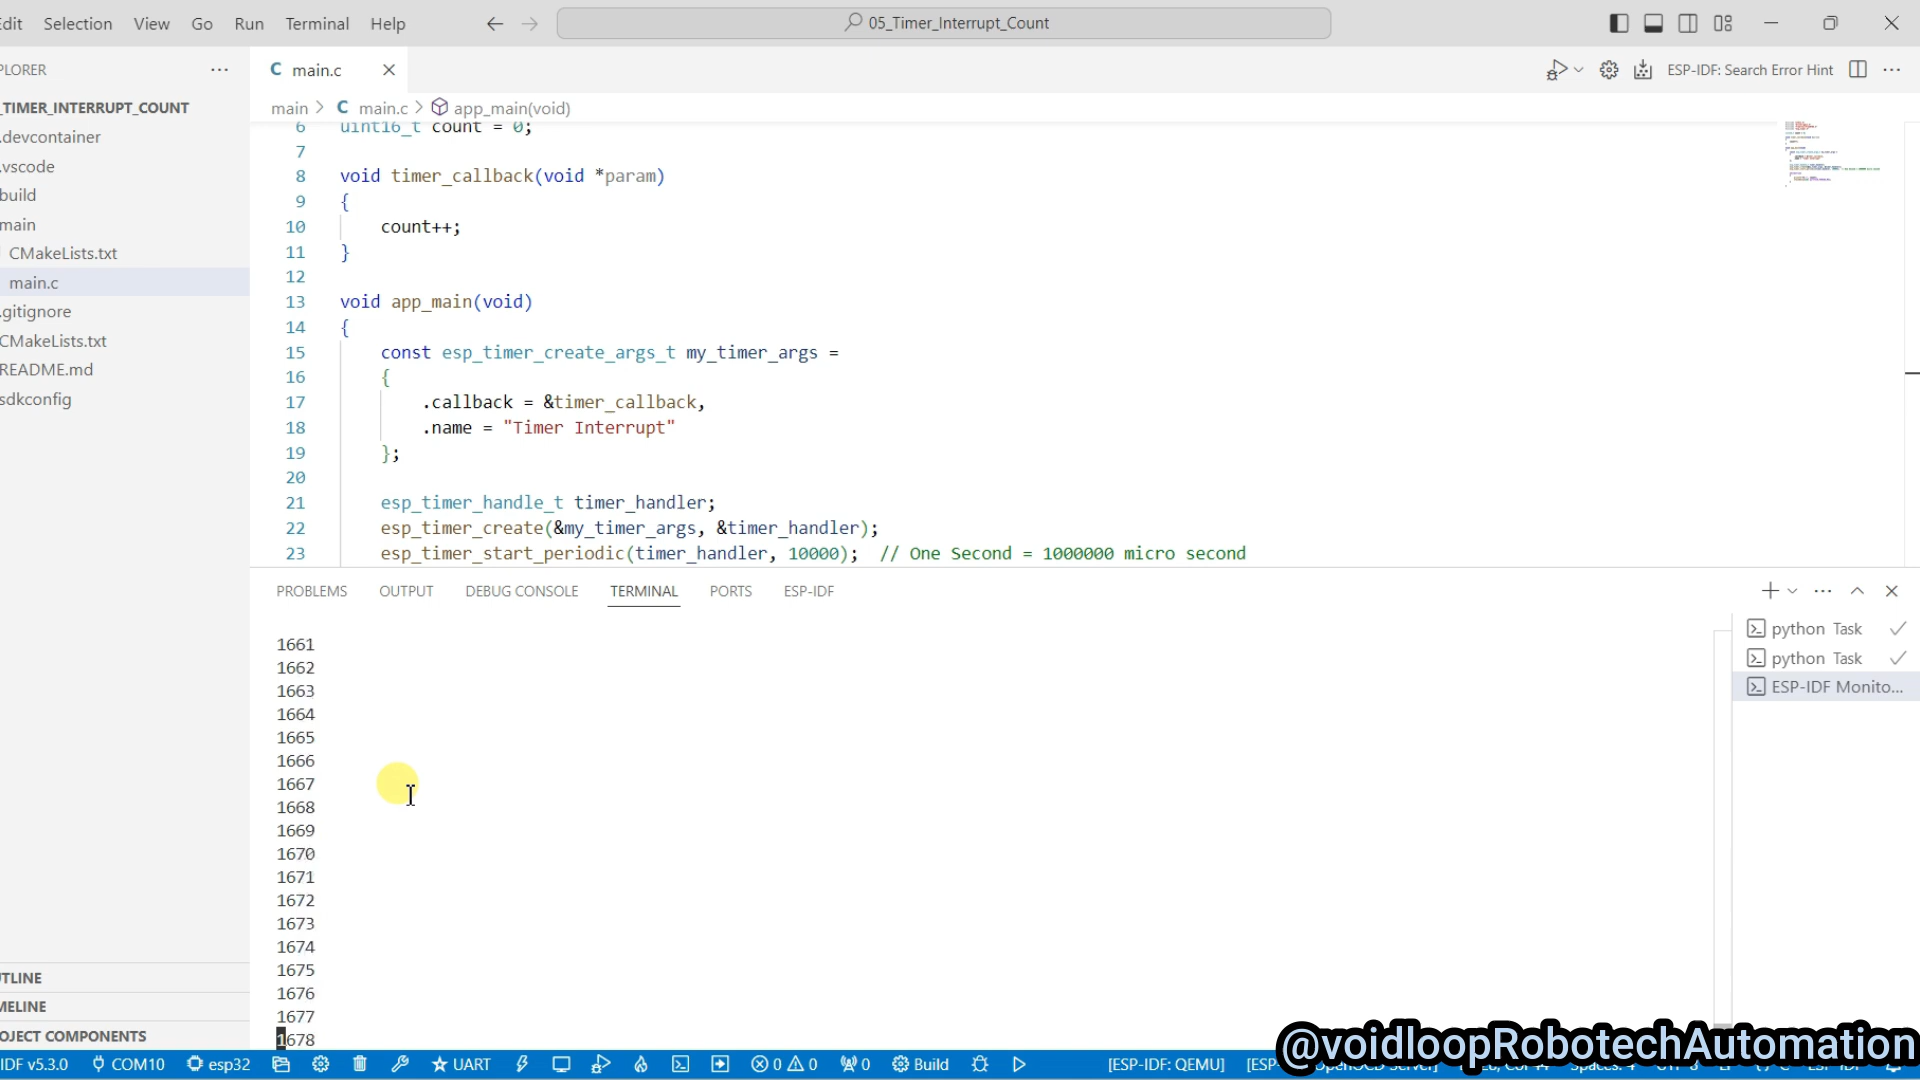 dit Selection View Go Run Terminal Help
05_Timer_Interrupt_Count
PLORER
_TIMER_INTERRUPT_COUNT
.devcontainer
.vscode
build
main
CMakeLists.txt
main.c
.gitignore
CMakeLists.txt
README.md
sdkconfig
TLINE
MELINE
OJECT COMPONENTS
C main.c
ESP-IDF: Search Error Hint
main > C main.c > app_main(void)
6 uint16_t count = 0;
7
8 void timer_callback(void *param)
9 {
10 count++;
11 }
12
13 void app_main(void)
14 {
15 const esp_timer_create_args_t my_timer_args =
16 {
17 .callback = &timer_callback,
18 .name = "Timer Interrupt"
19 };
20
21 esp_timer_handle_t timer_handler;
22 esp_timer_create(&my_timer_args, &timer_handler);
23 esp_timer_start_periodic(timer_handler, 10000); // One Second = 1000000 micro second
PROBLEMS OUTPUT DEBUG CONSOLE TERMINAL PORTS ESP-IDF
1661
1662
1663
1664
1665
1666
1667
1668
1669
1670
1671
1672
1673
1674
1675
1676
1677
1678
python Task
python Task
ESP-IDF Monito...
IDF v5.3.0 COM10 esp32 UART 0 0 0 Build [ESP-IDF: QEMU]
@voidloopRobotechAutomation